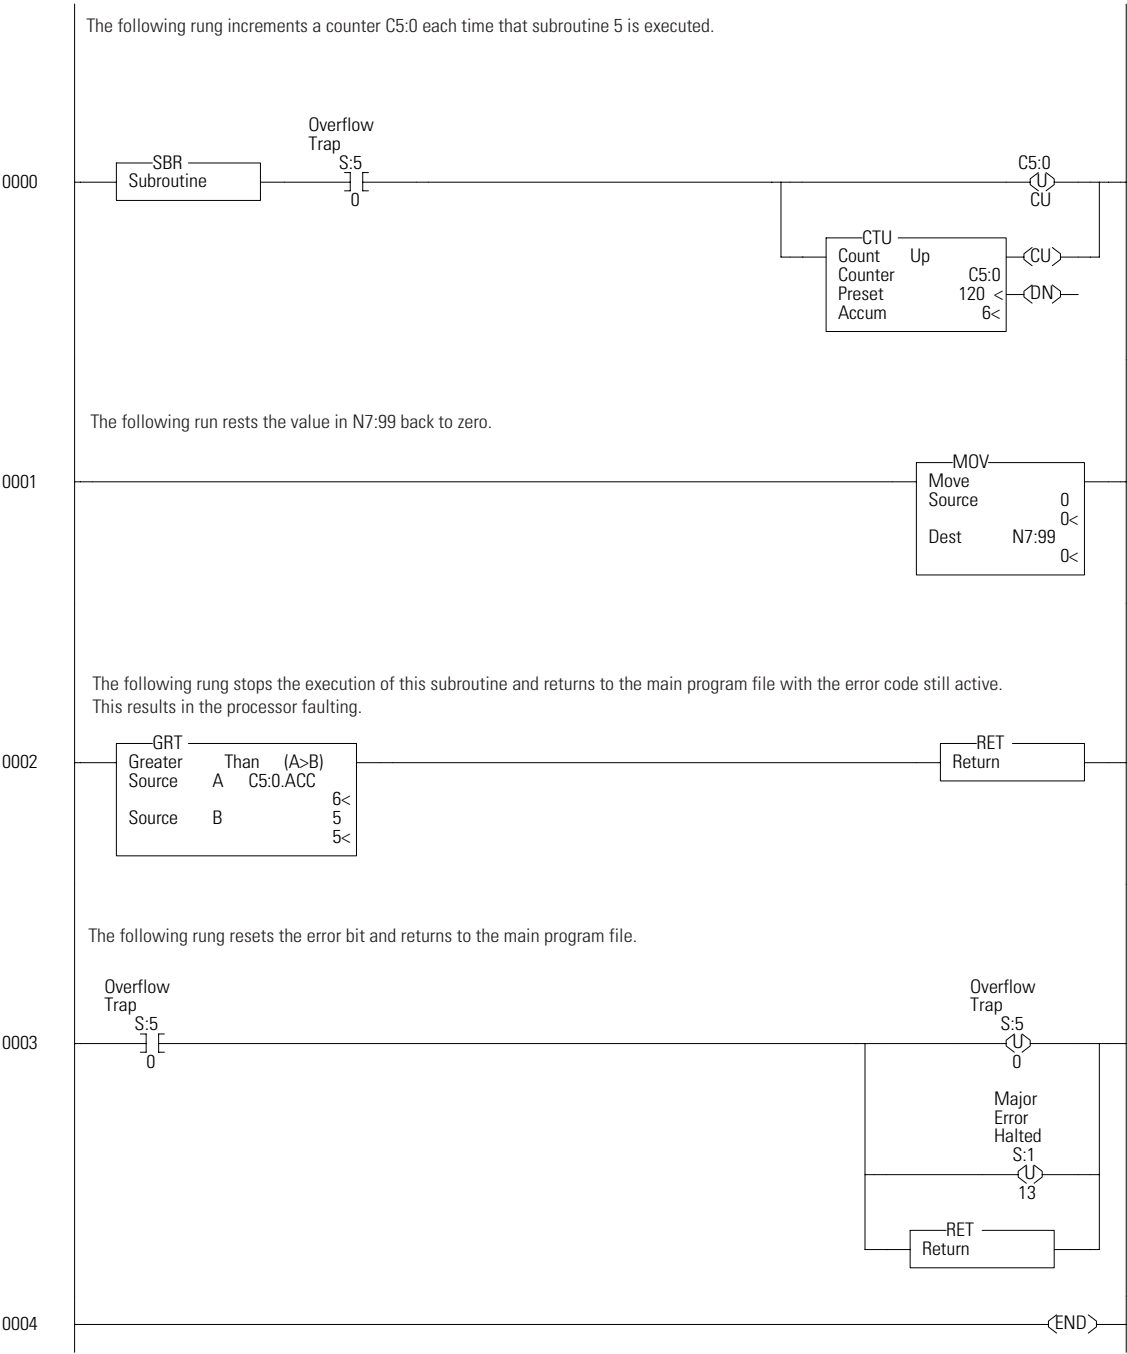 The following rung increments a counter C5:0 each time that subroutine 5 is executed.
0000
SBR
Subroutine
Overflow
Trap
S:5
0
C5:0
U
CU
CTU
Count Up
Counter C5:0
Preset 120 <
Accum 6<
CU
DN
The following run rests the value in N7:99 back to zero.
0001
MOV
Move
Source 0
0<
Dest N7:99
0<
The following rung stops the execution of this subroutine and returns to the main program file with the error code still active.
This results in the processor faulting.
0002
GRT
Greater Than (A>B)
Source A C5:0.ACC
6<
Source B 5
5<
RET
Return
The following rung resets the error bit and returns to the main program file.
0003
Overflow
Trap
S:5
0
Overflow
Trap
S:5
U
0
Major
Error
Halted
S:1
U
13
RET
Return
0004
END